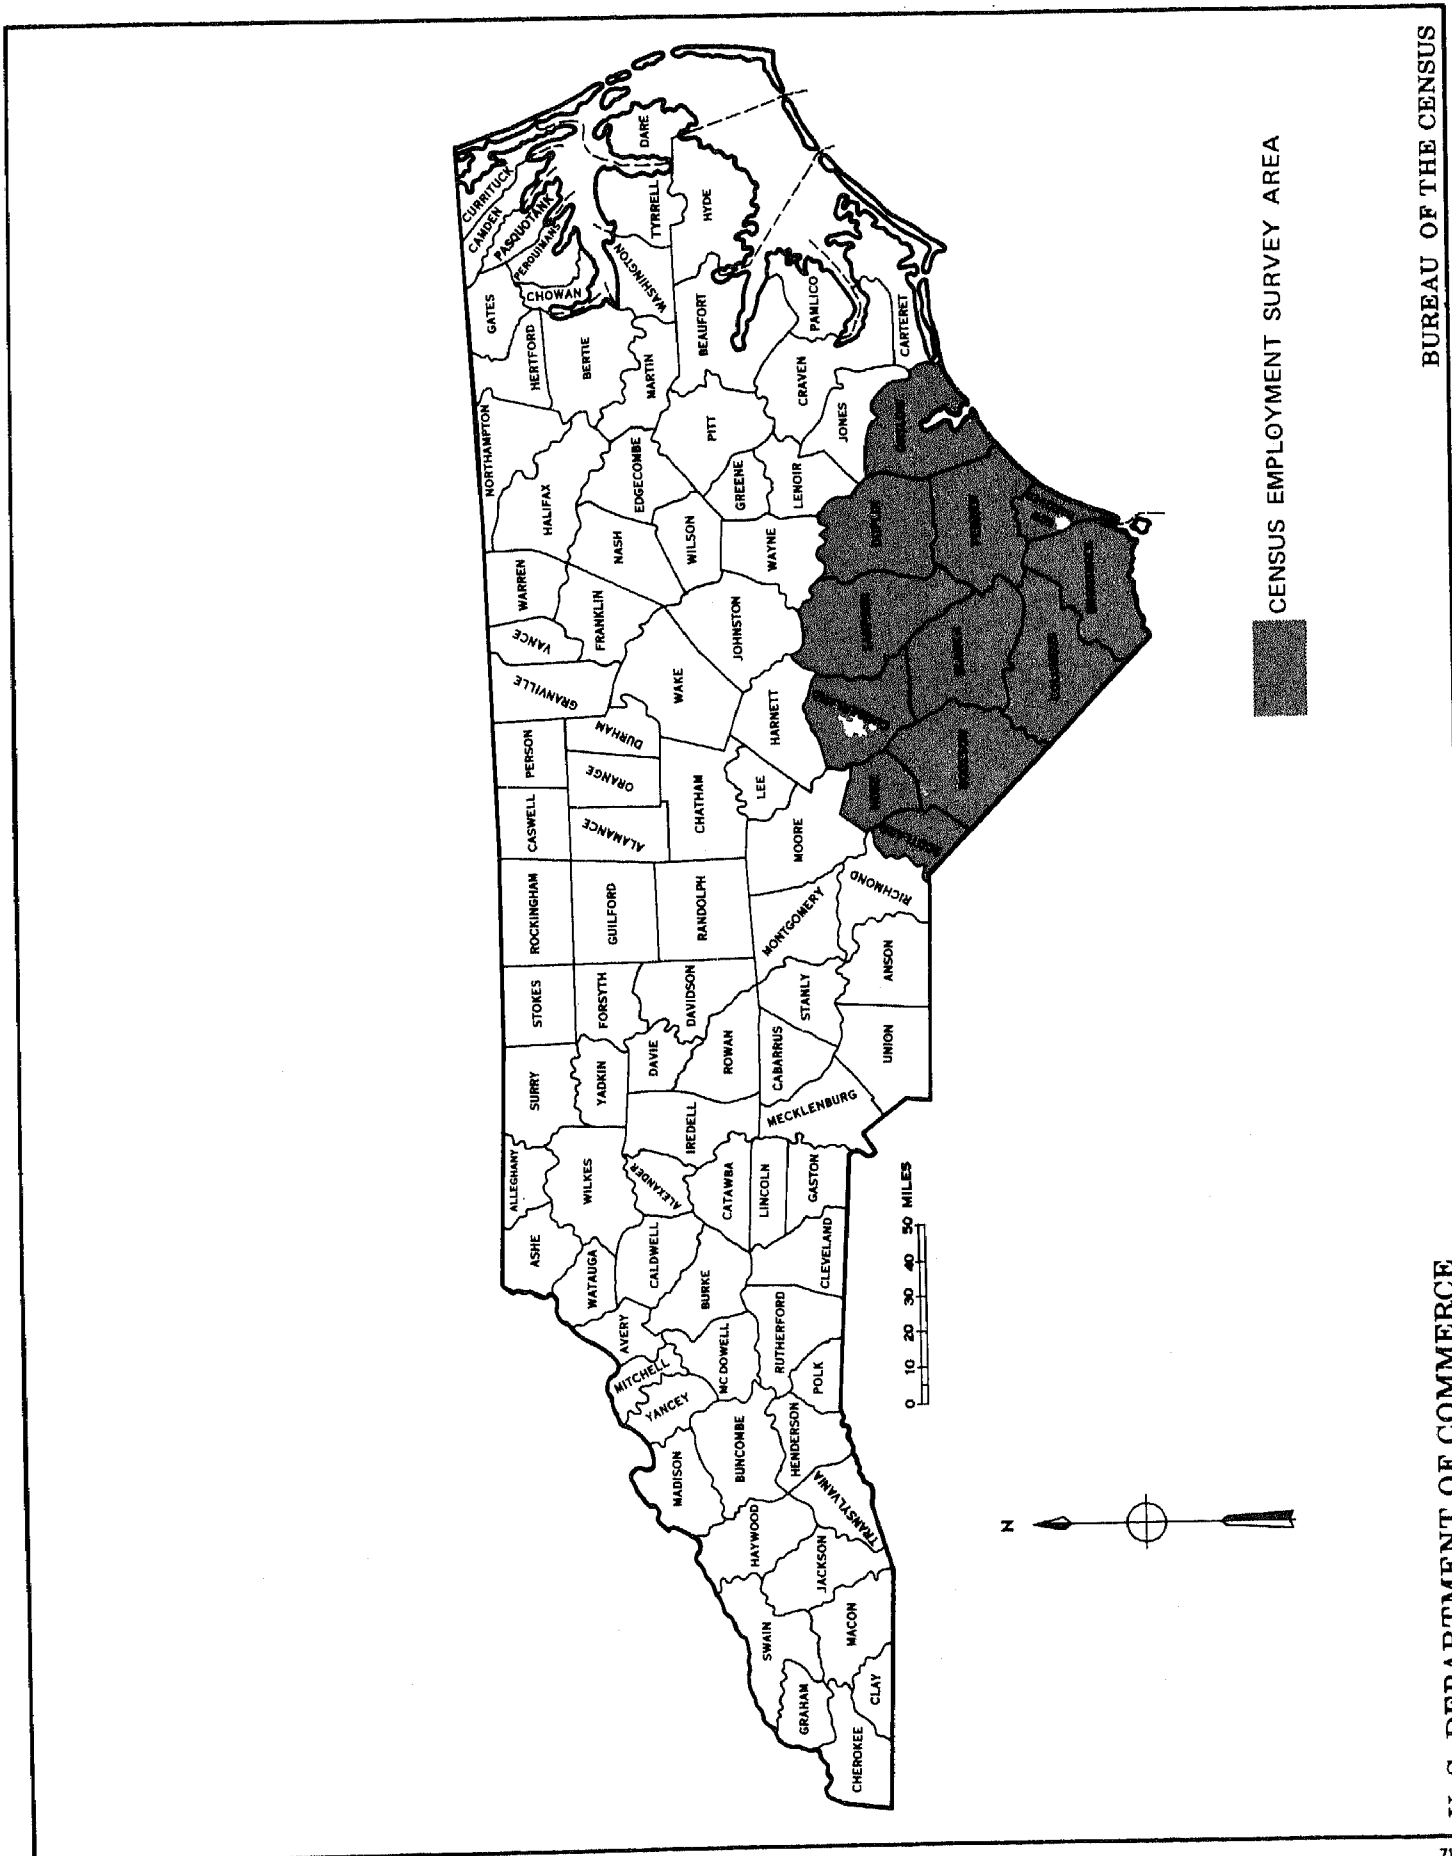 CURRITUCK
CAMDEN
PASQUOTANK
PERQUIMANS
CHOWAN
GATES
HERTFORD
BERTIE
NORTHAMPTON
HALIFAX
WARREN
VANCE
GRANVILLE
PERSON
CASWELL
ROCKINGHAM
STOKES
SURRY
ALLEGHANY
ASHE
DARE
TYRRELL
WASHINGTON
HYDE
MARTIN
BEAUFORT
EDGECOMBE
PITT
NASH
WILSON
GREENE
FRANKLIN
WAKE
DURHAM
ORANGE
ALAMANCE
CHATHAM
GUILFORD
RANDOLPH
FORSYTH
DAVIDSON
DAVIE
YADKIN
ROWAN
IREDELL
WILKES
ALEXANDER
WATAUGA
CALDWELL
CATAWBA
BURKE
AVERY
MITCHELL
YANCEY
MC DOWELL
MADISON
BUNCOMBE
HAYWOOD
SWAIN
GRAHAM
CHEROKEE
CLAY
MACON
JACKSON
TRANSYLVANIA
HENDERSON
POLK
RUTHERFORD
CLEVELAND
LINCOLN
GASTON
MECKLENBURG
CABARRUS
UNION
STANLY
ANSON
MONTGOMERY
RICHMOND
MOORE
LEE
HARNETT
JOHNSTON
WAYNE
LENOIR
JONES
CRAVEN
PAMLICO
CARTERET
DUPLIN
ROBESON
COLUMBUS
0 10 20 30 40 50 MILES
N
CENSUS EMPLOYMENT SURVEY AREA
U. S. DEPARTMENT OF COMMERCE
BUREAU OF THE CENSUS